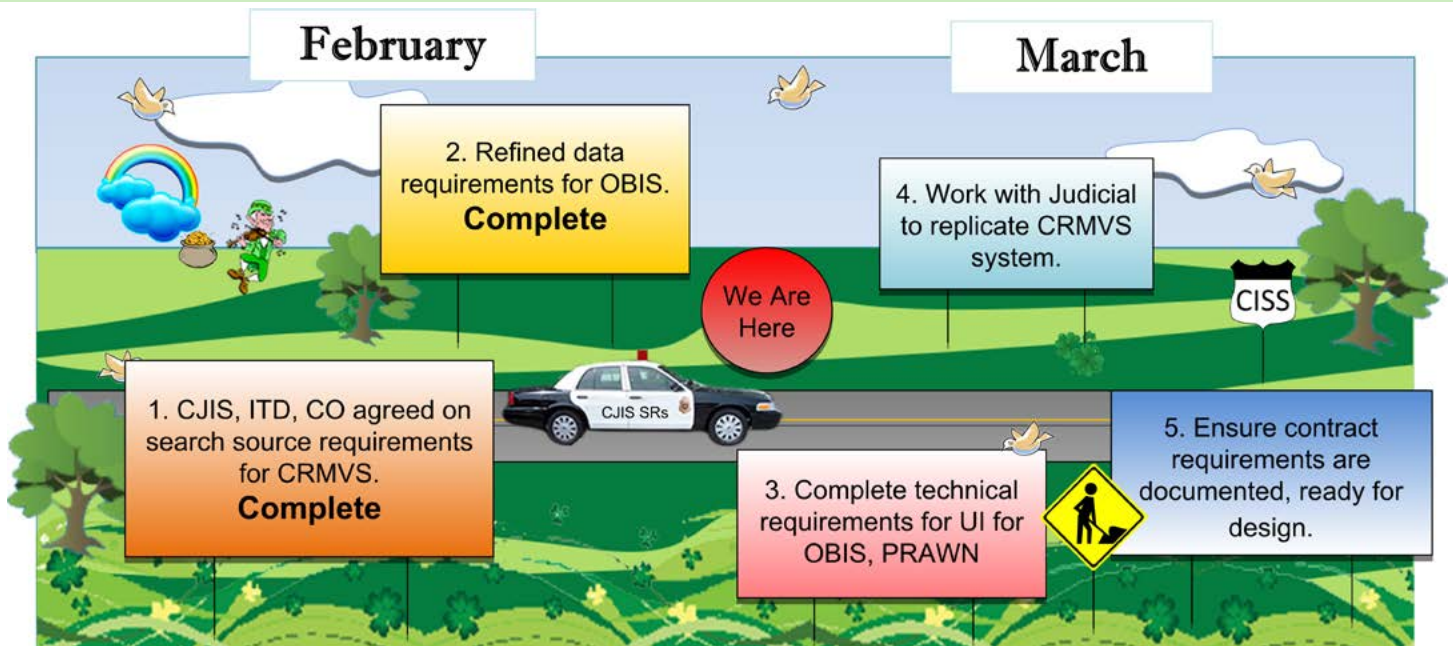 February
March
1. CJIS, ITD, CO agreed on
search source requirements
for CRMVS.
Complete
2. Refined data
requirements for OBIS.
Complete
We Are
Here
CJIS SRs
3. Complete technical
requirements for UI for
OBIS, PRAWN
4. Work with Judicial
to replicate CRMVS
system.
CISS
5. Ensure contract
requirements are
documented, ready for
design.